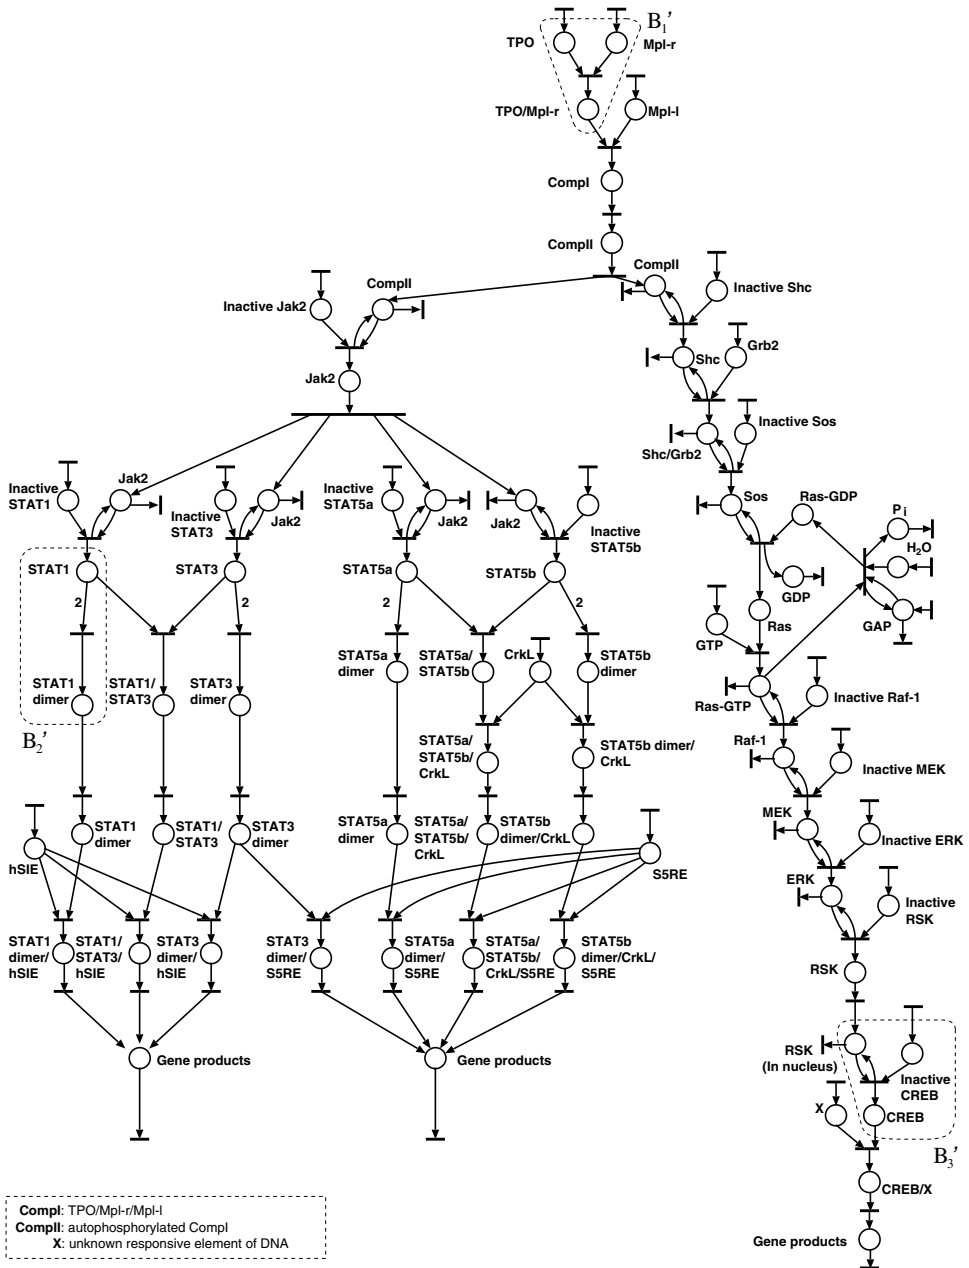 B1'
TPO
Mpl-r
TPO/Mpl-r
Mpl-l
CompI
CompII
CompII
Inactive Shc
CompII
Inactive Jak2
Shc
Grb2
Jak2
Inactive Sos
Shc/Grb2
Inactive
STAT1
Jak2
Inactive
STAT3
Jak2
Inactive
STAT5a
Jak2
Jak2
Inactive
STAT5b
Sos
Ras-GDP
Pi
H2O
GDP
GAP
STAT1
STAT3
STAT5a
STAT5b
2
2
2
2
Ras
GTP
STAT1
dimer
STAT1/
STAT3
STAT3
dimer
STAT5a
dimer
STAT5a/
STAT5b
CrkL
STAT5b
dimer
Ras-GTP
Inactive Raf-1
B2'
STAT5a/
STAT5b/
CrkL
STAT5b dimer/
CrkL
Raf-1
Inactive MEK
MEK
Inactive ERK
STAT1
dimer
STAT1/
STAT3
STAT3
dimer
STAT5a
dimer
STAT5a/
STAT5b/
CrkL
STAT5b
dimer/CrkL
hSIE
S5RE
ERK
Inactive
RSK
STAT1
dimer/
hSIE
STAT1/
STAT3/
hSIE
STAT3
dimer/
hSIE
STAT3
dimer/
S5RE
STAT5a
dimer/
S5RE
STAT5a/
STAT5b/
CrkL/S5RE
STAT5b
dimer/CrkL/
S5RE
RSK
Gene products
Gene products
RSK
(In nucleus)
Inactive
CREB
X
CREB
B3'
CREB/X
Gene products
CompI: TPO/Mpl-r/Mpl-l
CompII: autophosphorylated CompI
X: unknown responsive element of DNA